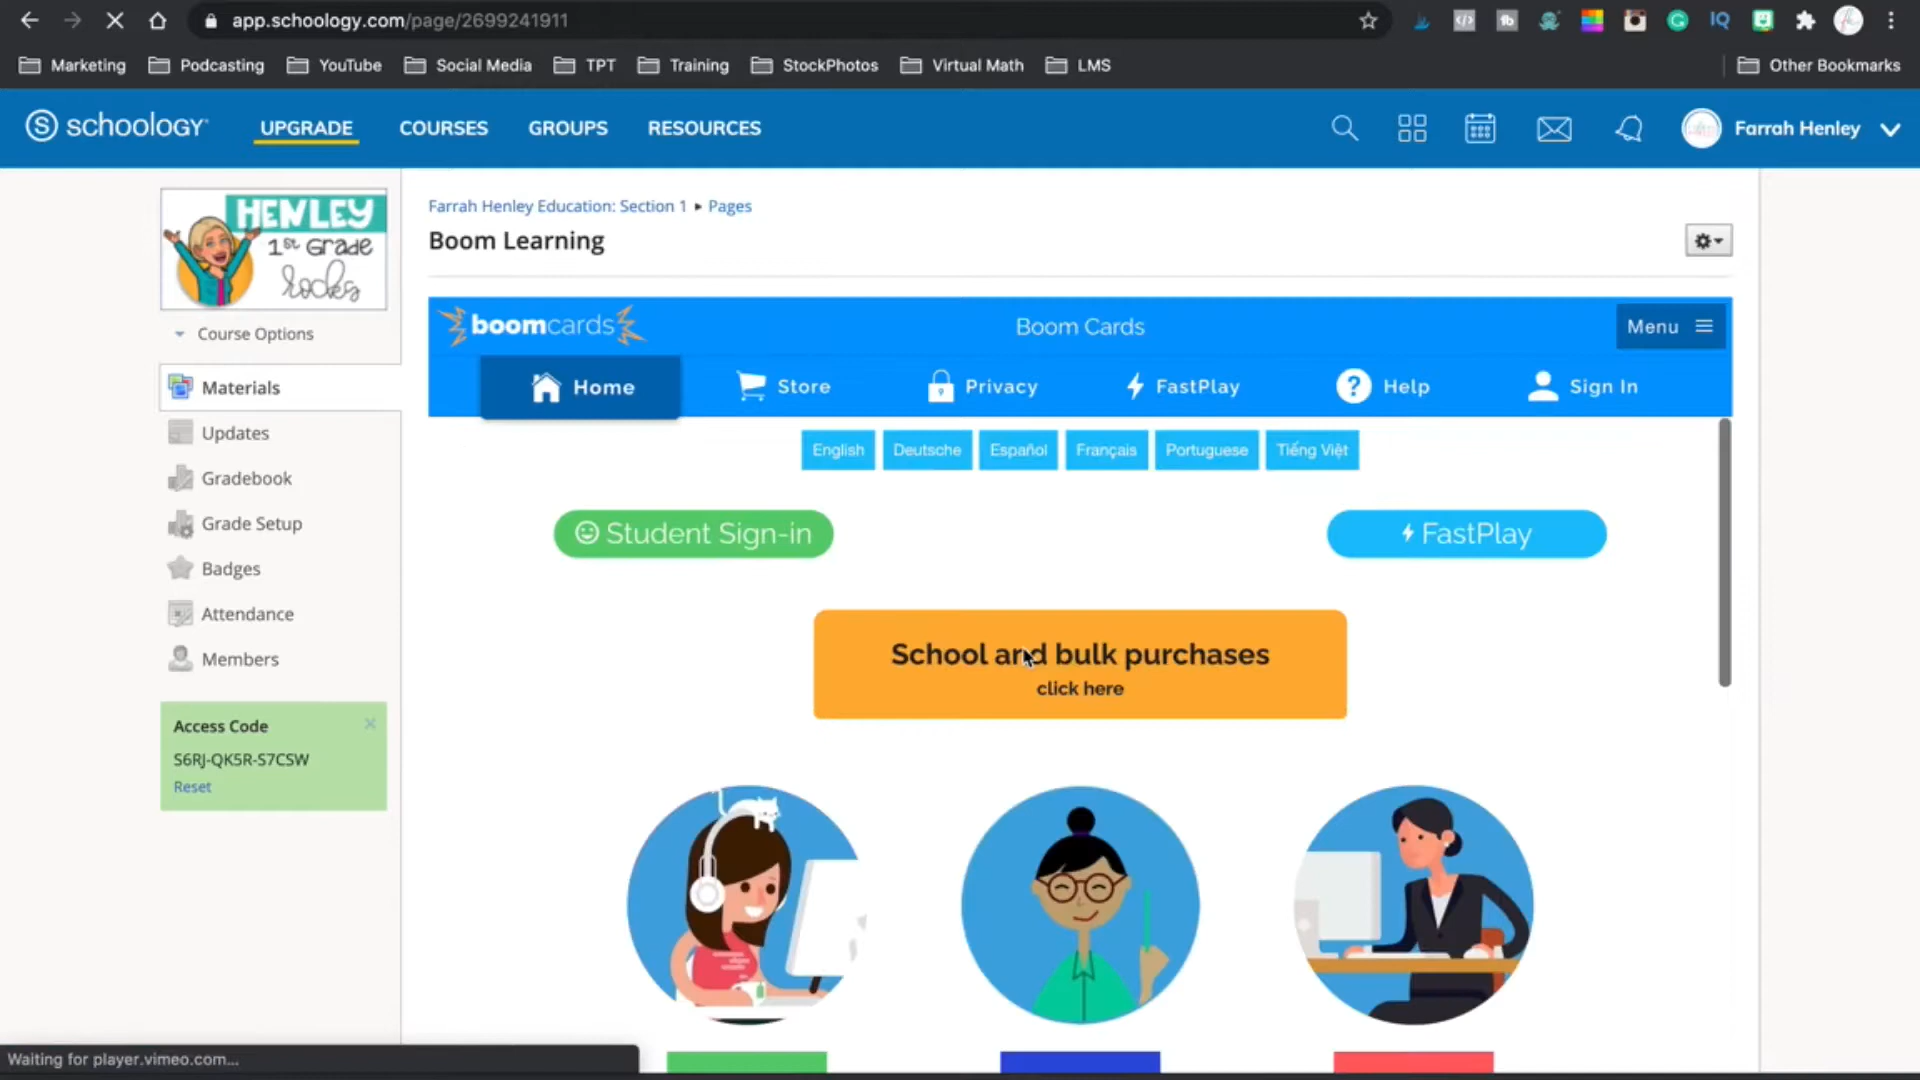 app.schoology.com/page/2699241911
Marketing Podcasting YouTube Social Media TPT Training StockPhotos Virtual Math LMS Other Bookmarks
schoology UPGRADE COURSES GROUPS RESOURCES Farrah Henley
HENLEY
1st Grade
Rocks
Course Options
Materials
Updates
Gradebook
Grade Setup
Badges
Attendance
Members
Access Code
S6RJ-QK5R-S7CSW
Reset
Farrah Henley Education: Section 1 ▸ Pages
Boom Learning
boomcards Boom Cards Menu
Home Store Privacy FastPlay Help Sign In
English Deutsche Español Français Portuguese Tiếng Việt
Student Sign-in FastPlay
School and bulk purchases
click here
Waiting for player.vimeo.com...